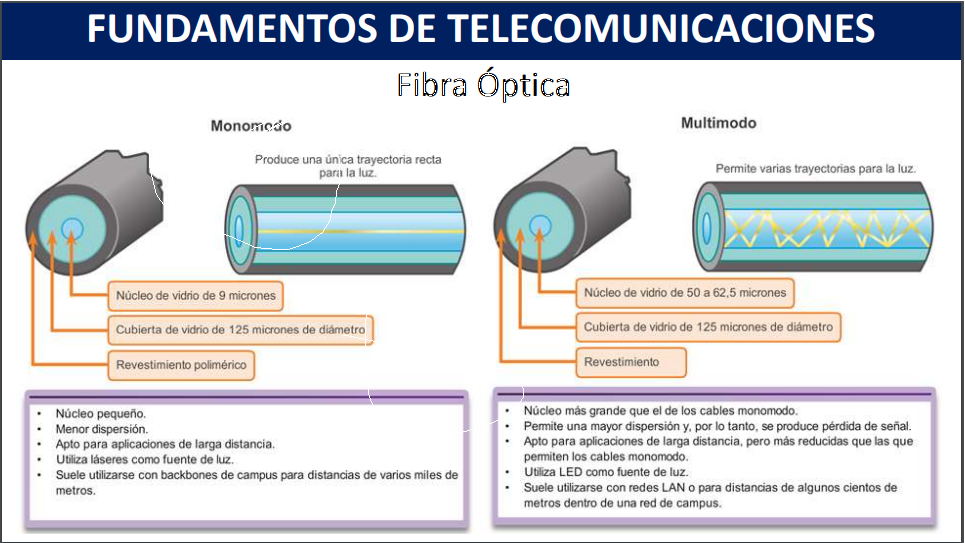 FUNDAMENTOS DE TELECOMUNICACIONES
Fibra Óptica
Monomodo
Produce una única trayectoria recta
para la luz.
Núcleo de vidrio de 9 micrones
Cubierta de vidrio de 125 micrones de diámetro
Revestimiento polimérico
• Núcleo pequeño.
• Menor dispersión.
• Apto para aplicaciones de larga distancia.
• Utiliza láseres como fuente de luz.
• Suele utilizarse con backbones de campus para distancias de varios miles de
metros.
Multimodo
Permite varias trayectorias para la luz.
Núcleo de vidrio de 50 a 62,5 micrones
Cubierta de vidrio de 125 micrones de diámetro
Revestimiento
• Núcleo más grande que el de los cables monomodo.
• Permite una mayor dispersión y, por lo tanto, se produce pérdida de señal.
• Apto para aplicaciones de larga distancia, pero más reducidas que las que
permiten los cables monomodo.
• Utiliza LED como fuente de luz.
• Suele utilizarse con redes LAN o para distancias de algunos cientos de
metros dentro de una red de campus.